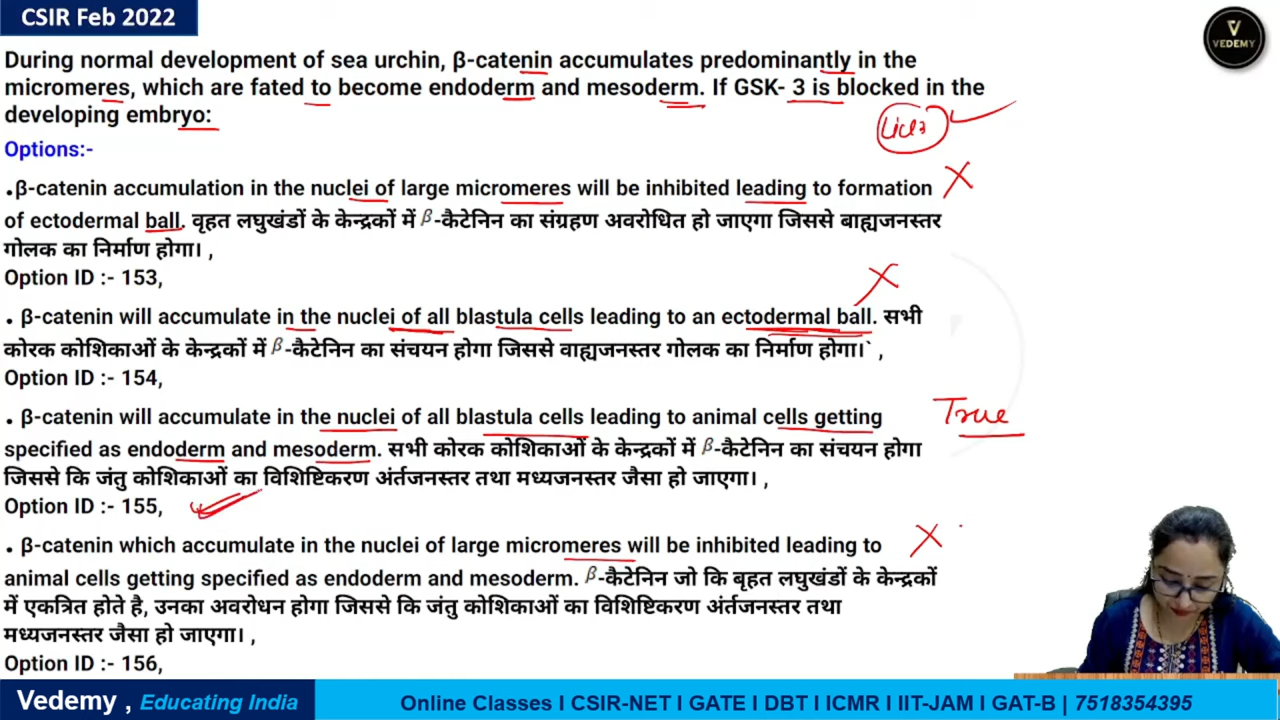 CSIR Feb 2022
VEDEMY
During normal development of sea urchin, β-catenin accumulates predominantly in the
micromeres, which are fated to become endoderm and mesoderm. If GSK- 3 is blocked in the
developing embryo:
Options:-
.β-catenin accumulation in the nuclei of large micromeres will be inhibited leading to formation
of ectodermal ball. वृहत लघुखंडों के केन्द्रकों में β-कैटेनिन का संग्रहण अवरोधित हो जाएगा जिससे बाह्यजनस्तर
गोलक का निर्माण होगा। ,
Option ID :- 153,
. β-catenin will accumulate in the nuclei of all blastula cells leading to an ectodermal ball. सभी
कोरक कोशिकाओं के केन्द्रकों में β-कैटेनिन का संचयन होगा जिससे वाह्यजनस्तर गोलक का निर्माण होगा।` ,
Option ID :- 154,
. β-catenin will accumulate in the nuclei of all blastula cells leading to animal cells getting
True
specified as endoderm and mesoderm. सभी कोरक कोशिकाओं के केन्द्रकों में β-कैटेनिन का संचयन होगा
जिससे कि जंतु कोशिकाओं का विशिष्टिकरण अंर्तजनस्तर तथा मध्यजनस्तर जैसा हो जाएगा। ,
Option ID :- 155,
. β-catenin which accumulate in the nuclei of large micromeres will be inhibited leading to
animal cells getting specified as endoderm and mesoderm. β-कैटेनिन जो कि बृहत लघुखंडों के केन्द्रकों
में एकत्रित होते है, उनका अवरोधन होगा जिससे कि जंतु कोशिकाओं का विशिष्टिकरण अंर्तजनस्तर तथा
मध्यजनस्तर जैसा हो जाएगा। ,
Option ID :- 156,
Vedemy , Educating India
Online Classes I CSIR-NET I GATE I DBT I ICMR I IIT-JAM I GAT-B | 7518354395